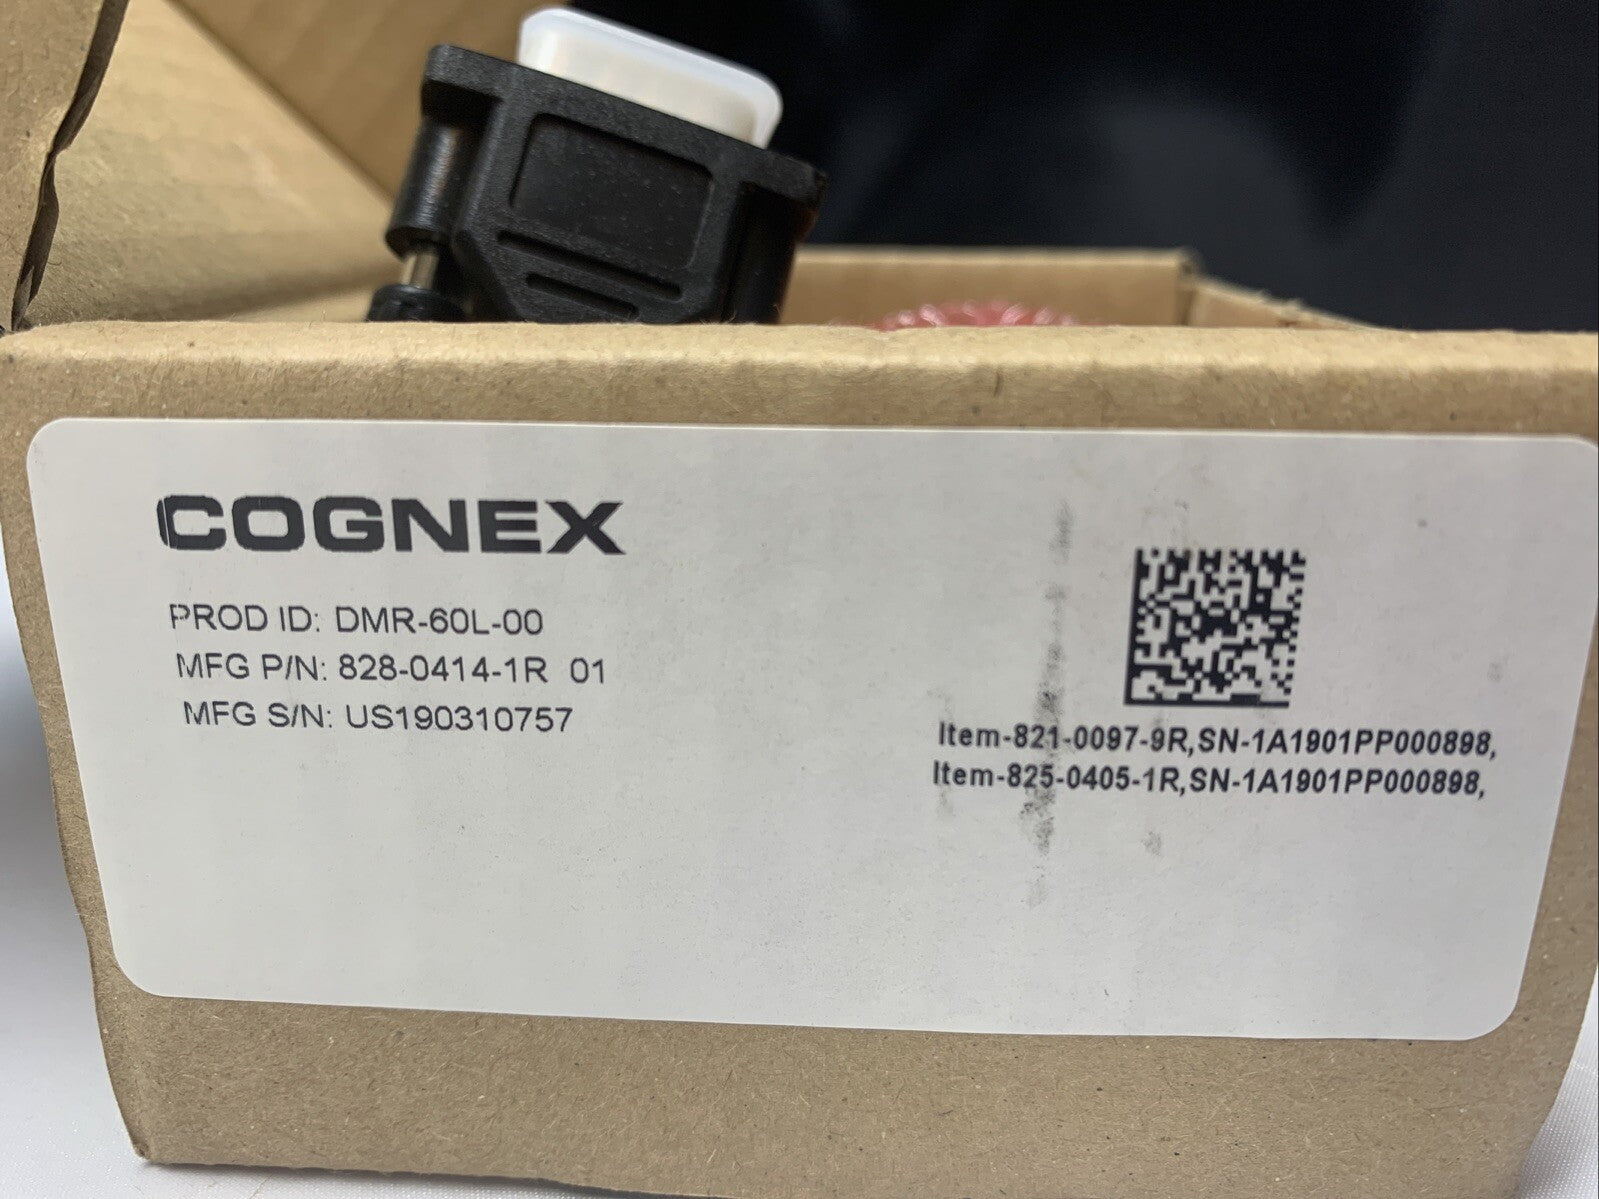 COGNEX
PROD ID: DMR-60L-00
MFG P/N: 828-0414-1R 01
MFG S/N: US190310757
Item-821-0097-9R,SN-1A1901PP000898,
Item-825-0405-1R,SN-1A1901PP000898,